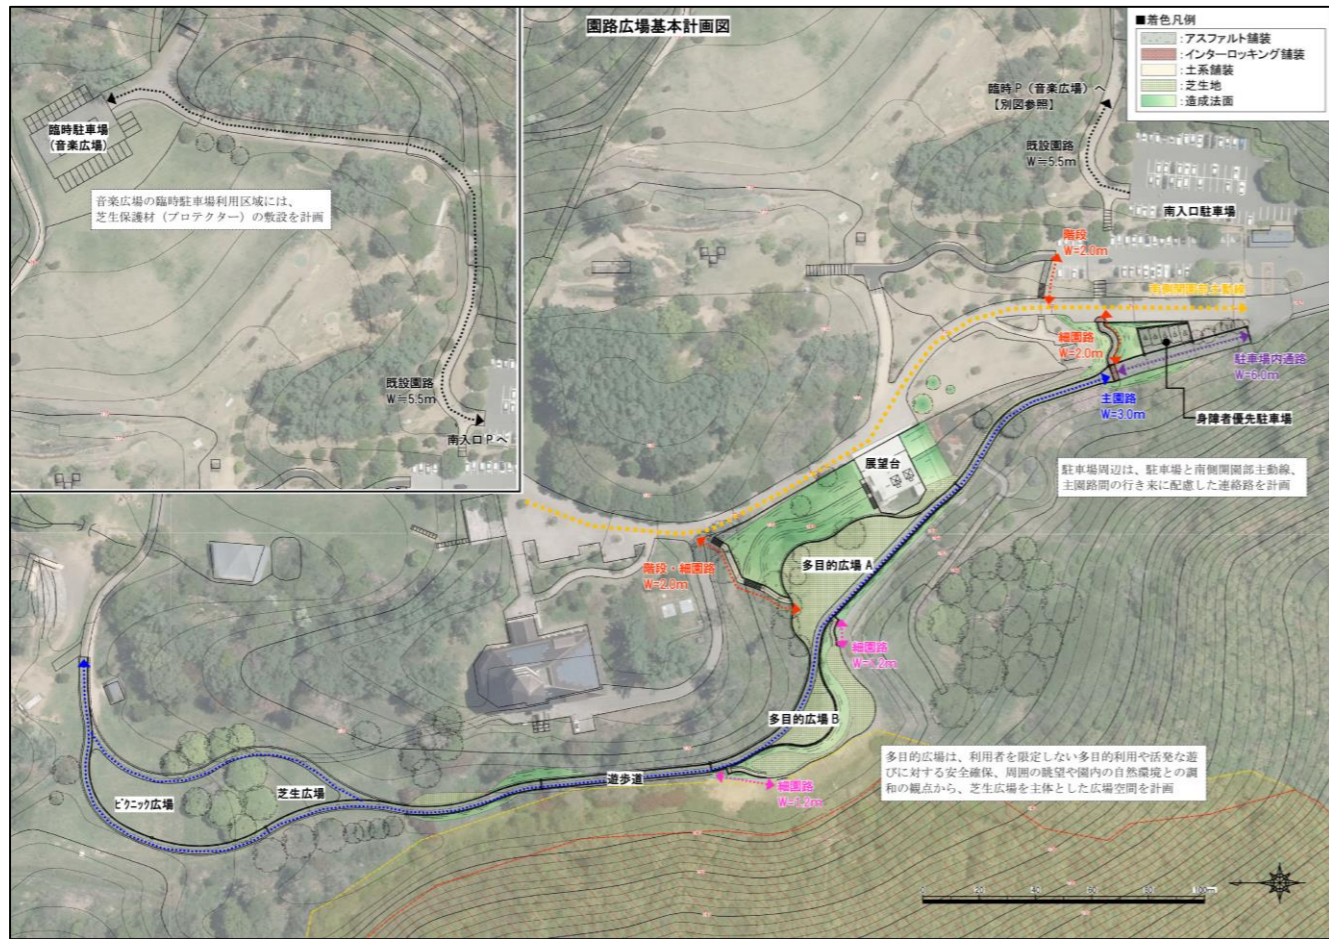 園路広場基本計画図
■着色凡例
：アスファルト舗装
：インターロッキング舗装
：土系舗装
：芝生地
：造成法面
臨時駐車場
(音楽広場)
音楽広場の臨時駐車場利用区域には、
芝生保護材（プロテクター）の敷設を計画
既設園路
W＝5.5m
南入口Pへ
臨時P（音楽広場）へ
【別図参照】
既設園路
W＝5.5m
南入口駐車場
階段
W=2.0m
南側開園部主動線
細園路
W=2.0m
駐車場内通路
W=6.0m
主園路
W=3.0m
身障者優先駐車場
駐車場周辺は、駐車場と南側開園部主動線、
主園路間の行き来に配慮した連絡路を計画
展望台
多目的広場A
階段・細園路
W=2.0m
細園路
W=1.2m
多目的広場B
多目的広場は、利用者を限定しない多目的利用や活発な遊
びに対する安全確保、周囲の眺望や園内の自然環境との調
和の観点から、芝生広場を主体とした広場空間を計画
遊歩道
細園路
W=1.2m
芝生広場
ピクニック広場
0 20 40 60 80 100m